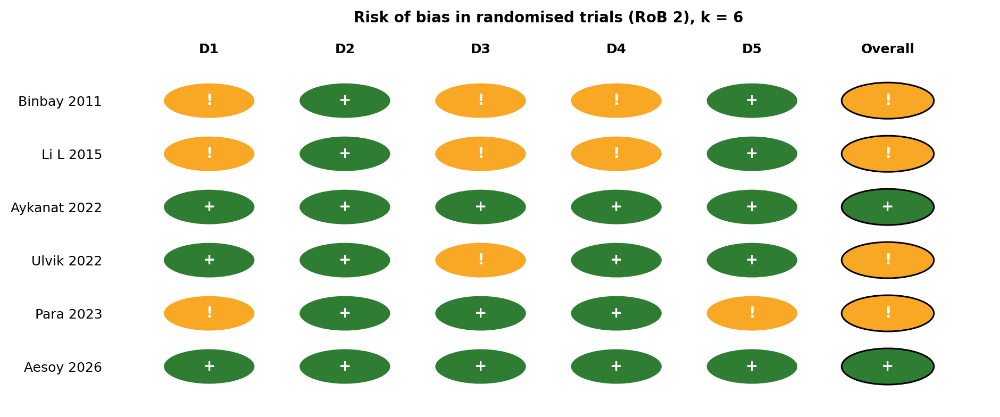 Risk of bias in randomised trials (RoB 2), k = 6
D1 D2 D3 D4 D5 Overall
Binbay 2011 ! + ! ! + !
Li L 2015 ! + ! ! + !
Aykanat 2022 + + + + + +
Ulvik 2022 + + ! + + !
Para 2023 ! + + + ! !
Aesoy 2026 + + + + + +